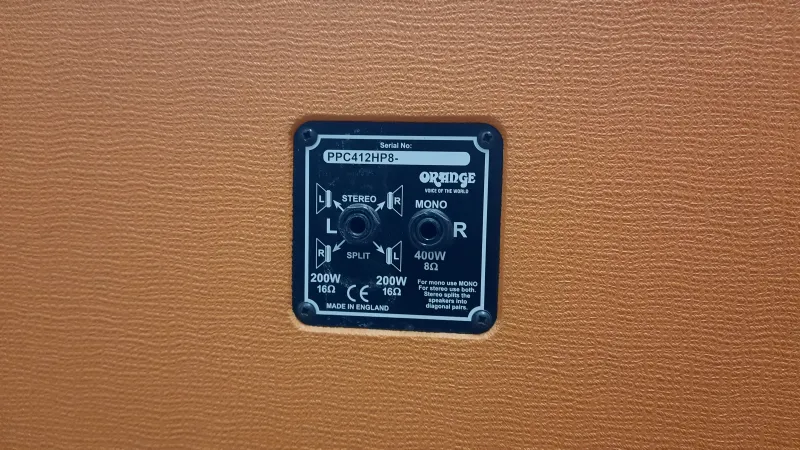 Serial No:
PPC412HP8-
ORANGE
VOICE OF THE WORLD
L STEREO R
MONO
L
R
R SPLIT L
400W
8Ω
200W
16Ω
200W
16Ω
For mono use MONO
For stereo use both.
Stereo splits the
speakers into
diagonal pairs.
CE
MADE IN ENGLAND